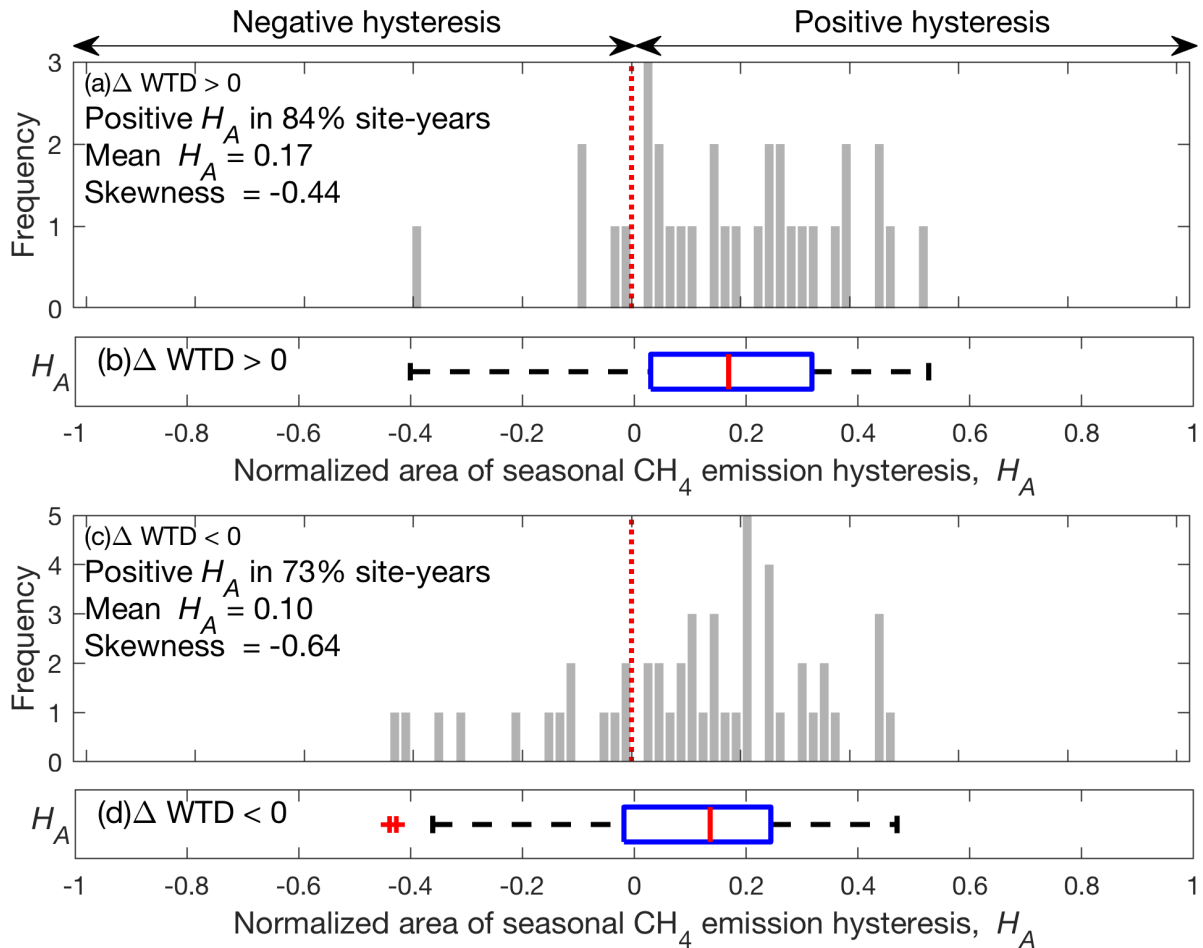 Negative hysteresis Positive hysteresis
3
(a)Δ WTD > 0
Positive H_A in 84% site-years
2
Mean H_A = 0.17
Skewness = -0.44
1
0
Frequency
H_A
(b)Δ WTD > 0
-1 -0.8 -0.6 -0.4 -0.2 0 0.2 0.4 0.6 0.8 1
Normalized area of seasonal CH_4 emission hysteresis, H_A
5
(c)Δ WTD < 0
4
Positive H_A in 73% site-years
3
Mean H_A = 0.10
Skewness = -0.64
2
1
0
Frequency
H_A
(d)Δ WTD < 0
-1 -0.8 -0.6 -0.4 -0.2 0 0.2 0.4 0.6 0.8 1
Normalized area of seasonal CH_4 emission hysteresis, H_A